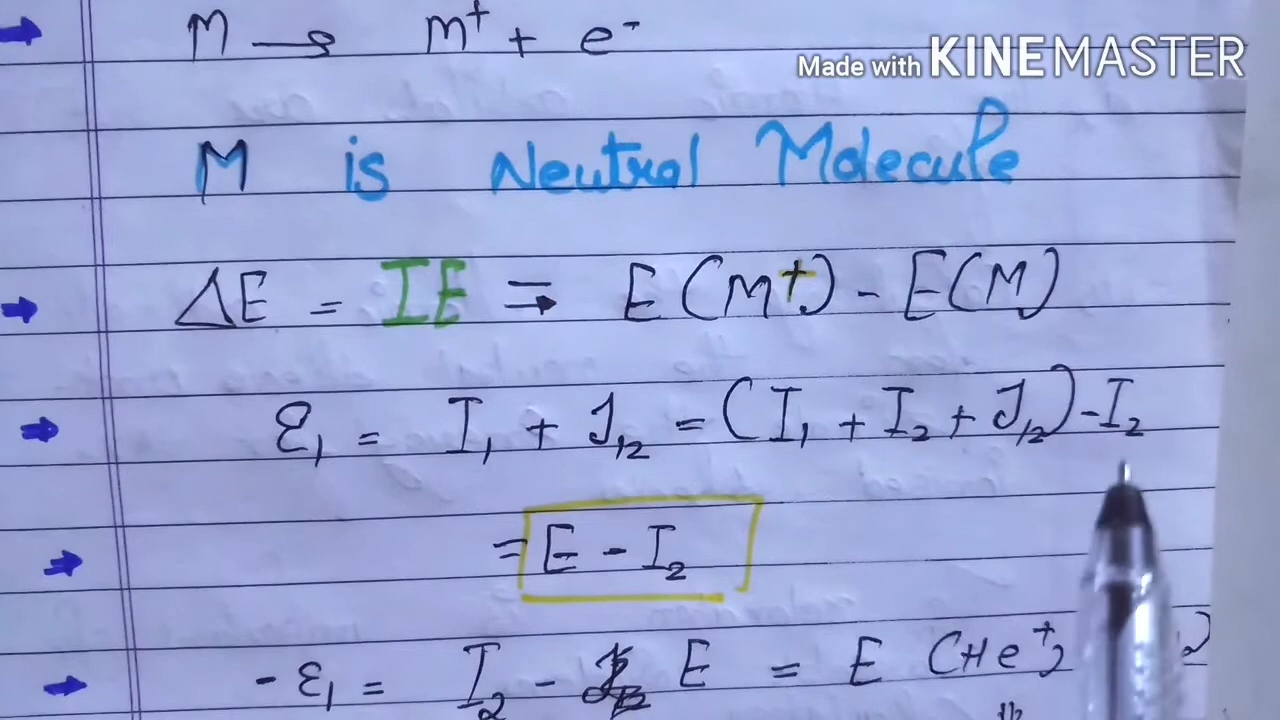 M → M⁺ + e⁻
Made with KINEMASTER
M is Neutral Molecule
ΔE = IE ⇒ E(M⁺) - E(M)
ε₁ = I₁ + J₁₂ = (I₁ + I₂ + J₁₂) - I₂
= E - I₂
- ε₁ = I₂ - E = E (He⁺)